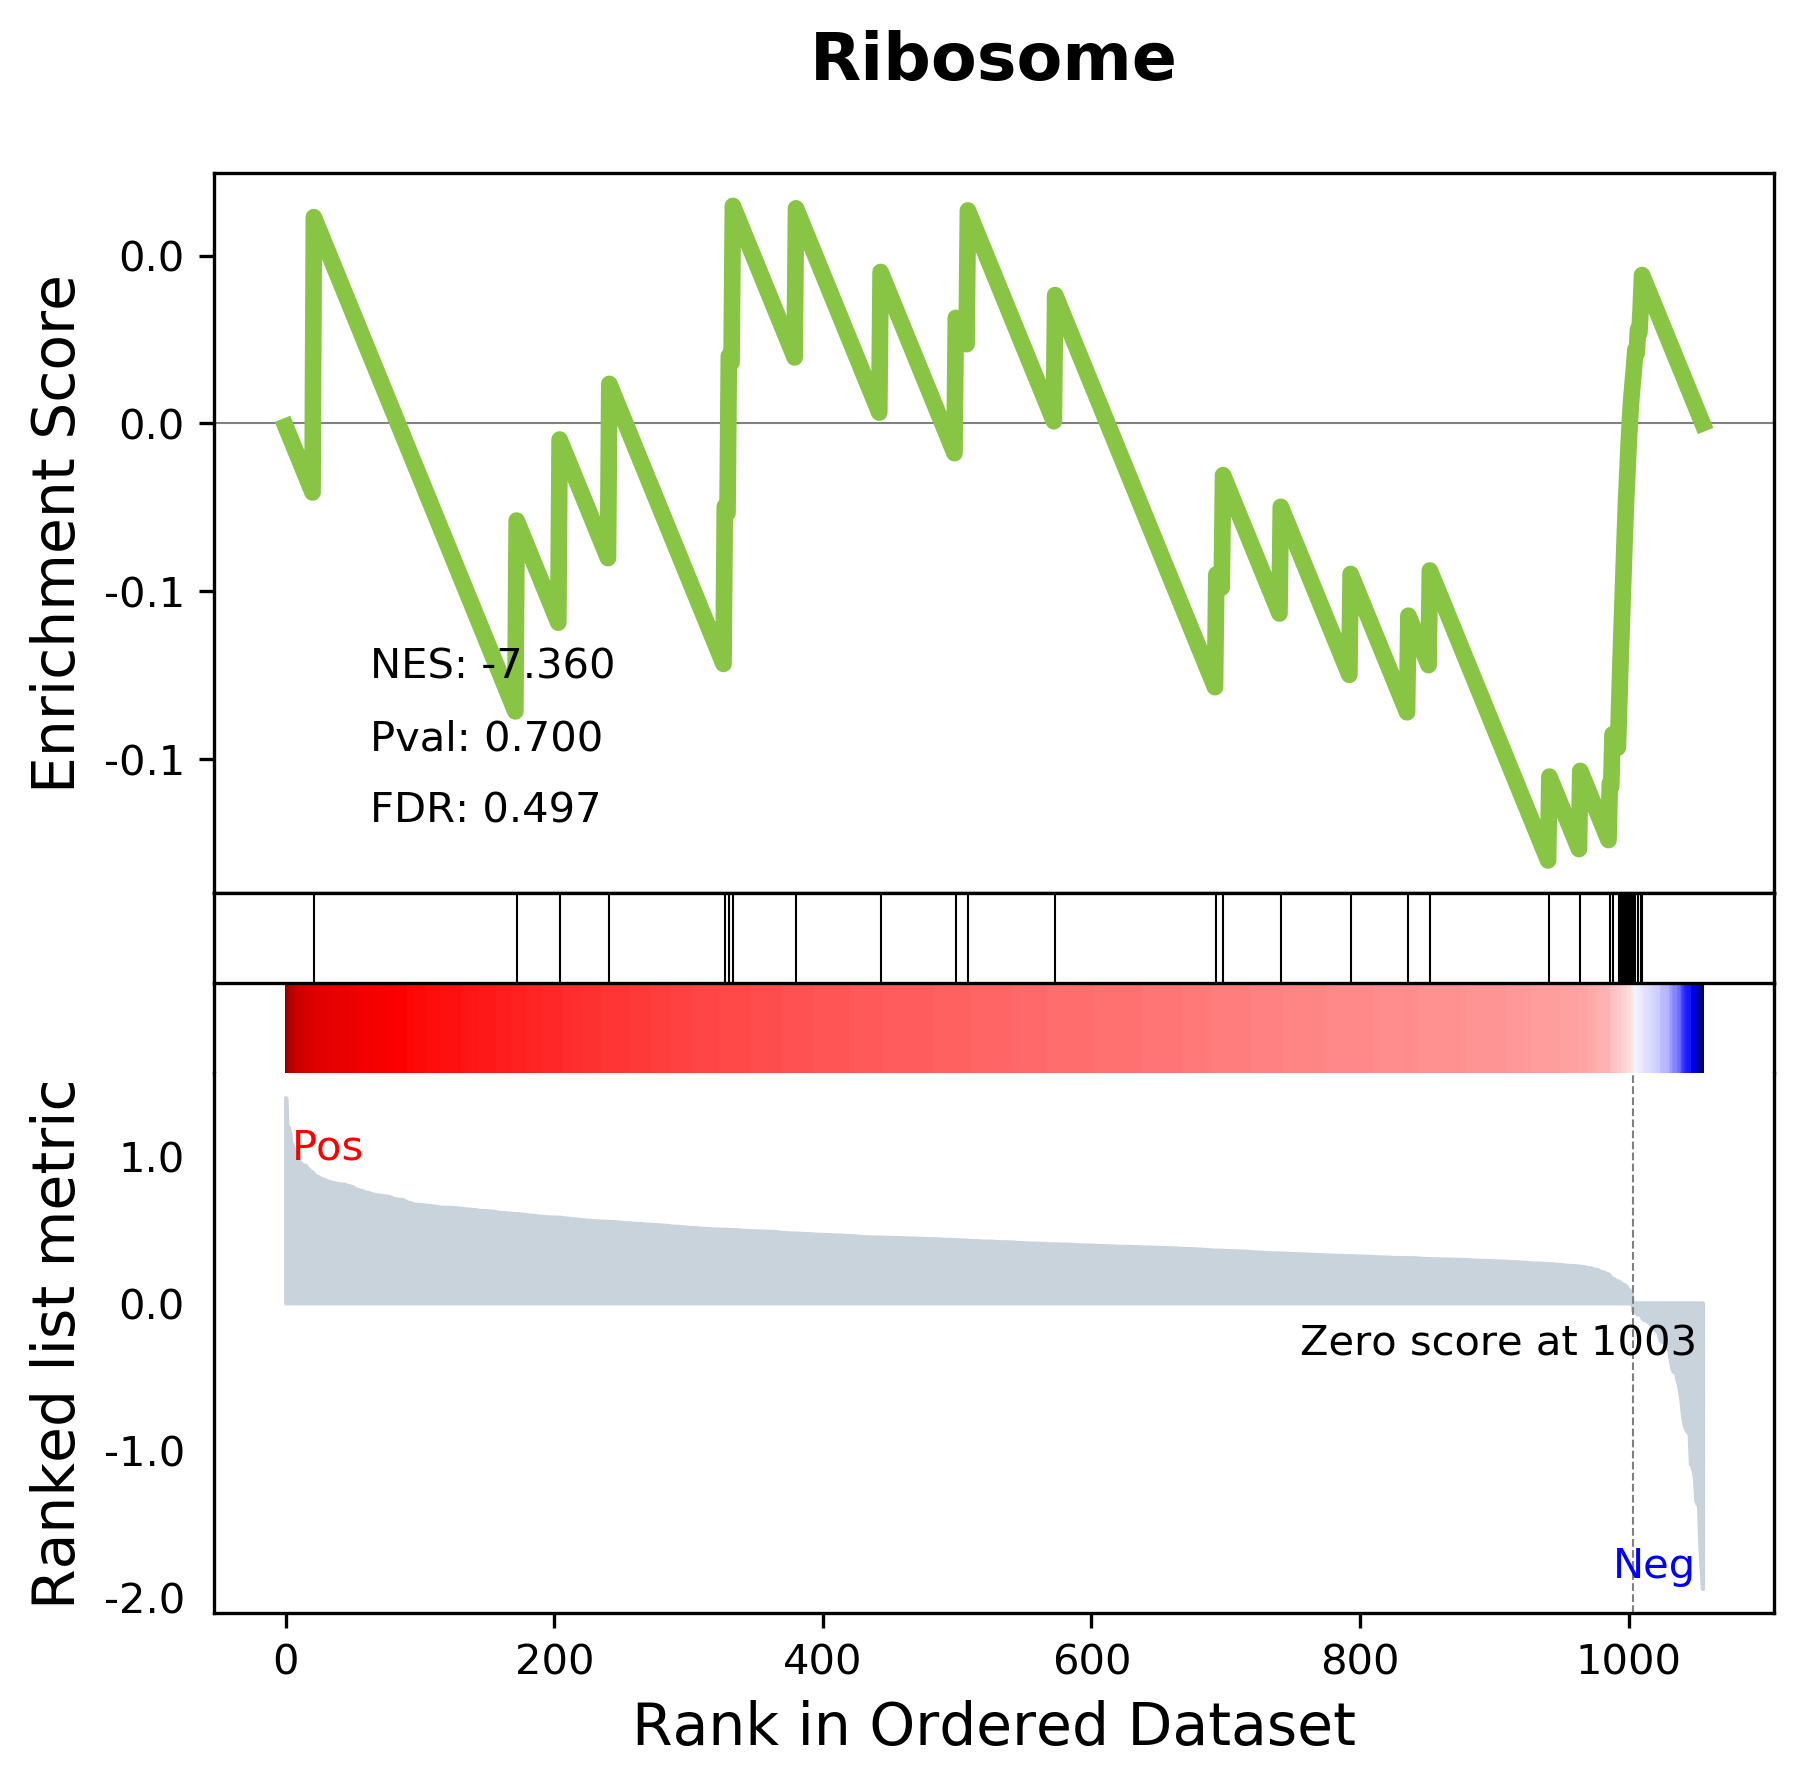 Ribosome
Enrichment Score
0.0
0.0
-0.1
-0.1
NES: -7.360
Pval: 0.700
FDR: 0.497
Ranked list metric
1.0
0.0
-1.0
-2.0
Pos
Zero score at 1003
Neg
0 200 400 600 800 1000
Rank in Ordered Dataset